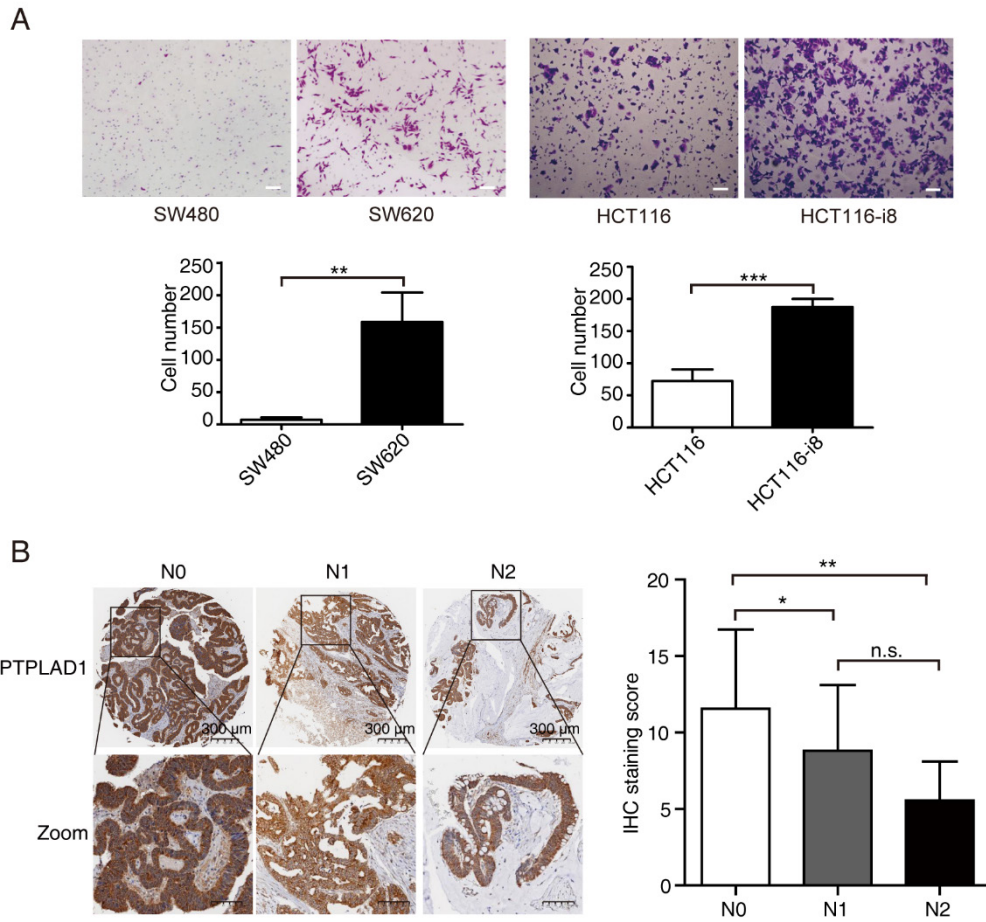 A
SW480
SW620
HCT116
HCT116-i8
Cell number
250
200
150
100
50
0
**
SW480
SW620
Cell number
250
200
150
100
50
0
***
HCT116
HCT116-i8
B
N0
N1
N2
PTPLAD1
300 µm
300 µm
300 µm
Zoom
IHC staining score
20
15
10
5
0
**
*
n.s.
N0
N1
N2